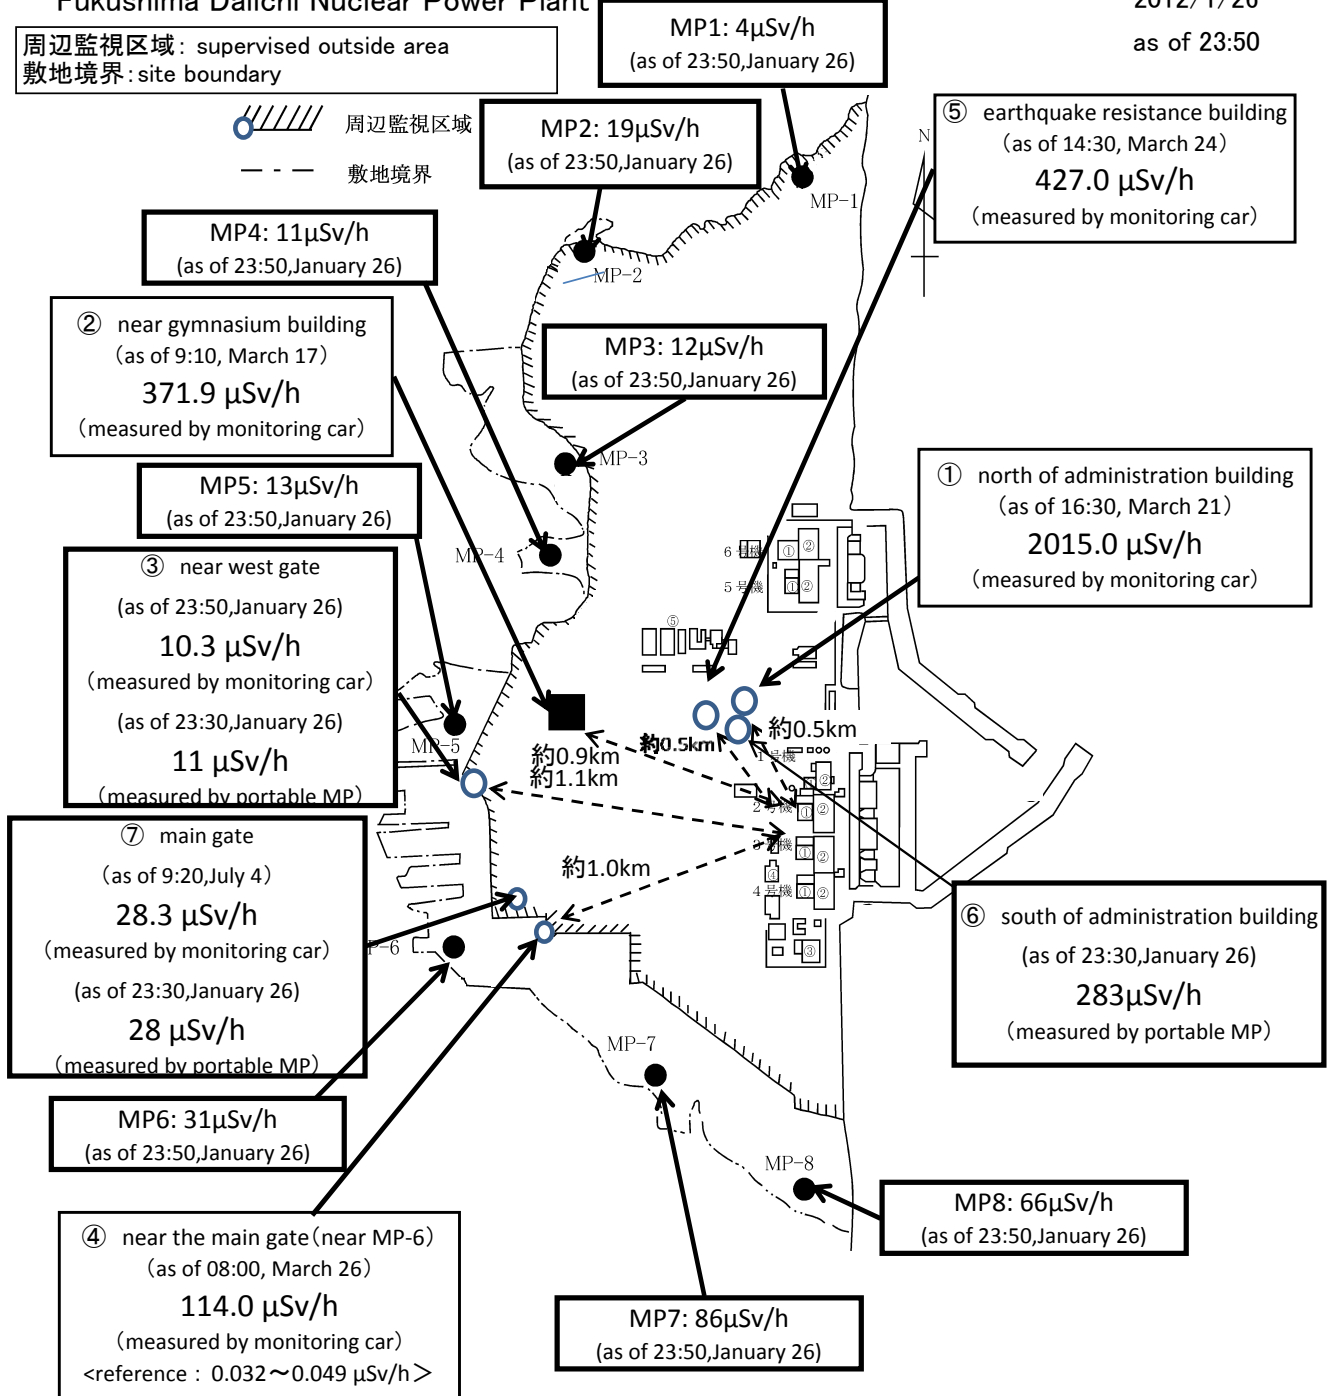 Fukushima Daiichi Nuclear Power Plant
2012/1/26
as of 23:50
周辺監視区域: supervised outside area
敷地境界:site boundary
周辺監視区域
敷地境界
MP1: 4μSv/h
(as of 23:50,January 26)
MP2: 19μSv/h
(as of 23:50,January 26)
⑤ earthquake resistance building
(as of 14:30, March 24)
427.0 μSv/h
(measured by monitoring car)
N
MP-1
MP4: 11μSv/h
(as of 23:50,January 26)
MP-2
② near gymnasium building
(as of 9:10, March 17)
371.9 μSv/h
(measured by monitoring car)
MP3: 12μSv/h
(as of 23:50,January 26)
MP-3
① north of administration building
(as of 16:30, March 21)
2015.0 μSv/h
(measured by monitoring car)
MP5: 13μSv/h
(as of 23:50,January 26)
MP-4
6号機
① ②
5号機
① ②
⑤
③ near west gate
(as of 23:50,January 26)
10.3 μSv/h
(measured by monitoring car)
(as of 23:30,January 26)
11 μSv/h
(measured by portable MP)
MP-5
約0.9km
約1.1km
約0.5km
約0.5km
1号機
②
2号機
① ②
3号機
① ②
④
4号機
① ②
③
約1.0km
⑦ main gate
(as of 9:20,July 4)
28.3 μSv/h
(measured by monitoring car)
(as of 23:30,January 26)
28 μSv/h
(measured by portable MP)
P-6
⑥ south of administration building
(as of 23:30,January 26)
283μSv/h
(measured by portable MP)
MP-7
MP6: 31μSv/h
(as of 23:50,January 26)
MP-8
MP8: 66μSv/h
(as of 23:50,January 26)
④ near the main gate(near MP-6)
(as of 08:00, March 26)
114.0 μSv/h
(measured by monitoring car)
<reference : 0.032～0.049 μSv/h＞
MP7: 86μSv/h
(as of 23:50,January 26)